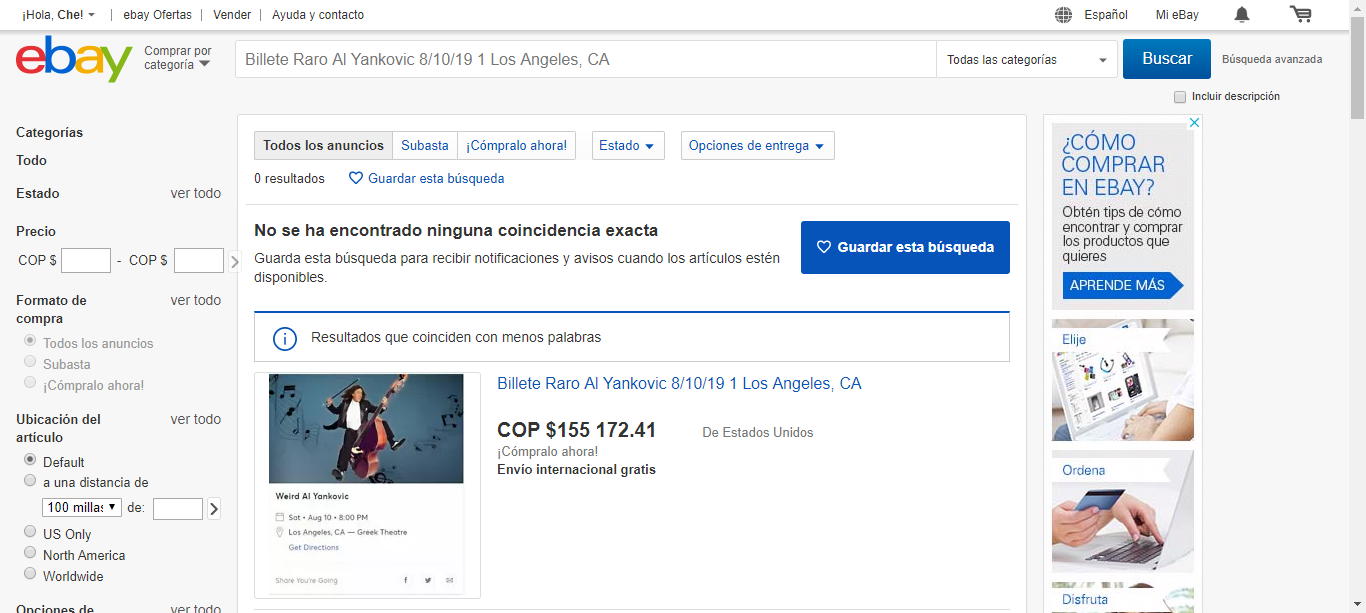 ¡Hola, Che!
ebay Ofertas
Vender
Ayuda y contacto
Español
Mi eBay
ebay
Comprar por
categoría
Billete Raro Al Yankovic 8/10/19 1 Los Angeles, CA
Todas las categorías
Buscar
Búsqueda avanzada
Incluir descripción
Categorías
Todo
Estado ver todo
Precio
COP $ - COP $
Formato de ver todo
compra
Todos los anuncios
Subasta
¡Cómpralo ahora!
Ubicación del ver todo
artículo
Default
a una distancia de
100 millas de:
US Only
North America
Worldwide
Opciones de ver todo
Todos los anuncios
Subasta
¡Cómpralo ahora!
Estado
Opciones de entrega
0 resultados
Guardar esta búsqueda
No se ha encontrado ninguna coincidencia exacta
Guarda esta búsqueda para recibir notificaciones y avisos cuando los artículos estén
disponibles.
Guardar esta búsqueda
Resultados que coinciden con menos palabras
Weird Al Yankovic
Sat • Aug 10 • 8:00 PM
Los Angeles, CA — Greek Theatre
Get Directions
Share You're Going
Billete Raro Al Yankovic 8/10/19 1 Los Angeles, CA
COP $155 172.41
¡Cómpralo ahora!
Envío internacional gratis
De Estados Unidos
¿CÓMO
COMPRAR
EN EBAY?
Obtén tips de cómo
encontrar y comprar
los productos que
quieres
APRENDE MÁS
Elije
Ordena
Disfruta